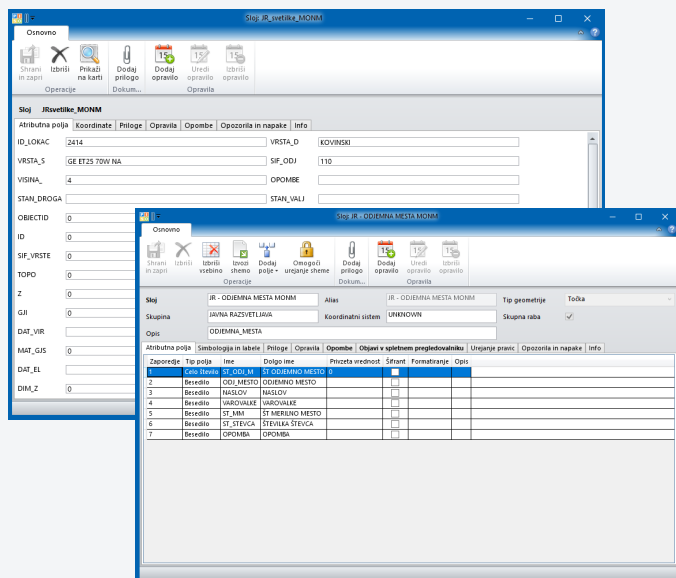 Sloj: JR_svetilke_MONM
Osnovno
Shrani in zapri
Izbriši
Prikaži na karti
Dodaj prilogo
Dodaj opravilo
Uredi opravilo
Izbriši opravilo
Operacije
Dokum...
Opravila
Sloj JRsvetilke_MONM
Atributna polja Koordinate Priloge Opravila Opombe Opozorila in napake Info
ID_LOKAC 2414 VRSTA_D KOVINSKI
VRSTA_S GE ET25 70W NA SIF_ODJ 110
VISINA_ 4 OPOMBE
STAN_DROGA STAN_VALJ
OBJECTID 0
ID 0
SIF_VRSTE 0
TOPO 0
Z 0
GJI 0
DAT_VIR
MAT_GJS 0
DAT_EL
DIM_Z 0
Sloj: JR - ODJEMNA MESTA MONM
Osnovno
Shrani in zapri
Izbriši
Izbriši vsebino
Izvozi shemo
Dodaj polje
Omogoči urejanje sheme
Dodaj prilogo
Dodaj opravilo
Uredi opravilo
Izbriši opravilo
Operacije
Dokum...
Opravila
Sloj JR - ODJEMNA MESTA MONM Alias JR - ODJEMNA MESTA MONM Tip geometrije Točka
Skupina JAVNA RAZSVETLJAVA Koordinatni sistem UNKNOWN Skupna raba
Opis ODJEMNA_MESTA
Atributna polja Simbologija in labele Priloge Opravila Opombe Objavi v spletnem pregledovalniku Urejanje pravic Opozorila in napake Info
Zaporedje Tip polja Ime Dolgo ime Privzeta vrednost Šifrant Formatiranje Opis
1 Celo število ST_ODJ_M ŠT ODJEMNO MESTO 0
2 Besedilo ODJ_MESTO ODJEMNO MESTO
3 Besedilo NASLOV NASLOV
4 Besedilo VAROVALKE VAROVALKE
5 Besedilo ST_MM ŠT MERILNO MESTO
6 Besedilo ST_STEVCA ŠTEVILKA ŠTEVCA
7 Besedilo OPOMBA OPOMBA